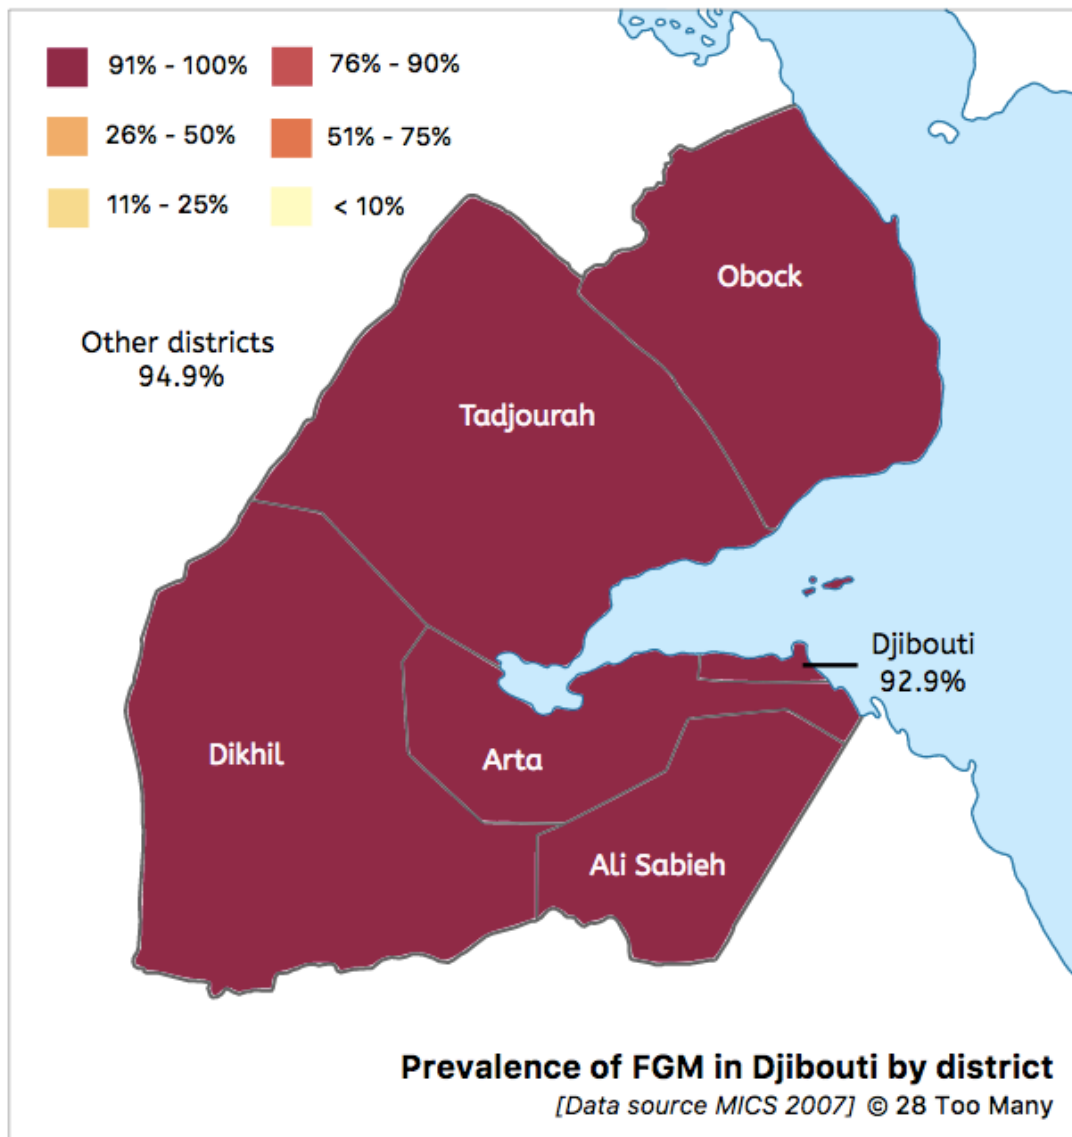 91% - 100%
76% - 90%
26% - 50%
51% - 75%
11% - 25%
< 10%
Obock
Other districts
94.9%
Tadjourah
Djibouti
92.9%
Dikhil
Arta
Ali Sabieh
Prevalence of FGM in Djibouti by district
[Data source MICS 2007] © 28 Too Many